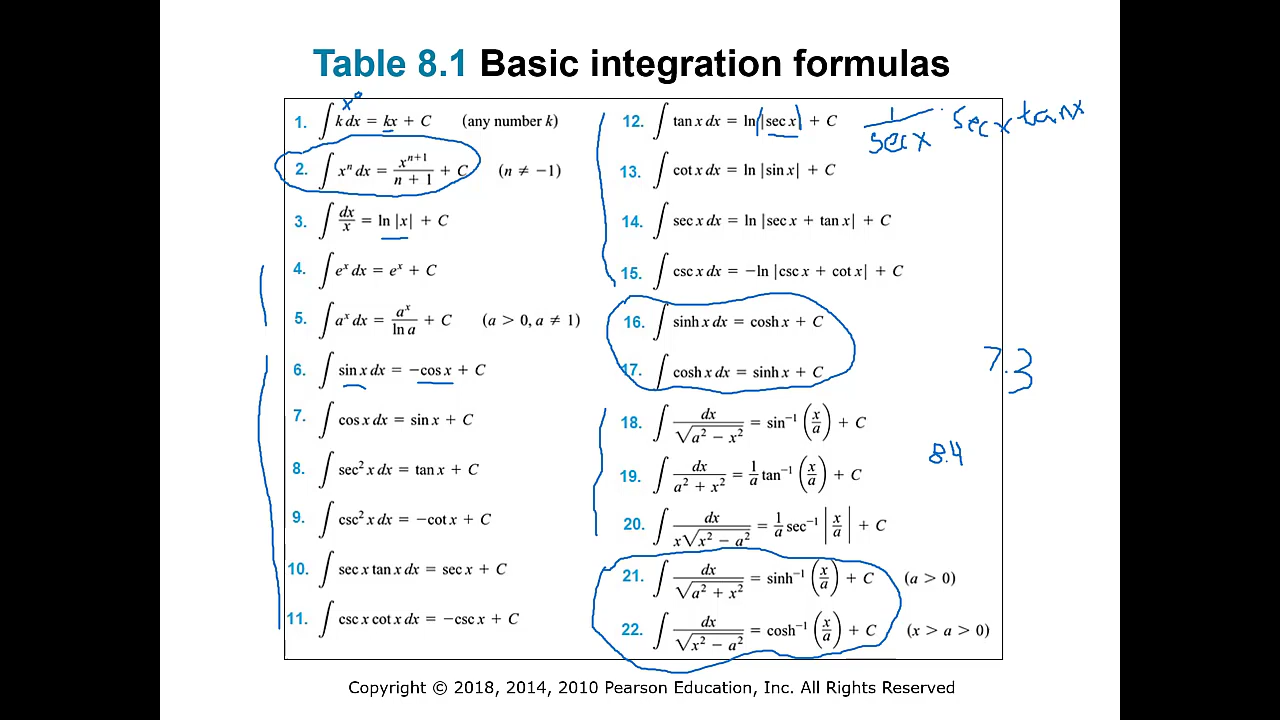 Table 8.1 Basic integration formulas
x⁰
1. ∫ k dx = kx + C (any number k)
2. ∫ xⁿ dx = xⁿ⁺¹/(n + 1) + C (n ≠ −1)
3. ∫ dx/x = ln |x| + C
4. ∫ eˣ dx = eˣ + C
5. ∫ aˣ dx = aˣ/ln a + C (a > 0, a ≠ 1)
6. ∫ sin x dx = −cos x + C
7. ∫ cos x dx = sin x + C
8. ∫ sec² x dx = tan x + C
9. ∫ csc² x dx = −cot x + C
10. ∫ sec x tan x dx = sec x + C
11. ∫ csc x cot x dx = −csc x + C
12. ∫ tan x dx = ln |sec x| + C
1/sec x · sec x tan x
13. ∫ cot x dx = ln |sin x| + C
14. ∫ sec x dx = ln |sec x + tan x| + C
15. ∫ csc x dx = −ln |csc x + cot x| + C
16. ∫ sinh x dx = cosh x + C
17. ∫ cosh x dx = sinh x + C
7.3
18. ∫ dx/√(a² − x²) = sin⁻¹ (x/a) + C
8.4
19. ∫ dx/(a² + x²) = 1/a tan⁻¹ (x/a) + C
20. ∫ dx/(x√(x² − a²)) = 1/a sec⁻¹ |x/a| + C
21. ∫ dx/√(a² + x²) = sinh⁻¹ (x/a) + C (a > 0)
22. ∫ dx/√(x² − a²) = cosh⁻¹ (x/a) + C (x > a > 0)
Copyright © 2018, 2014, 2010 Pearson Education, Inc. All Rights Reserved